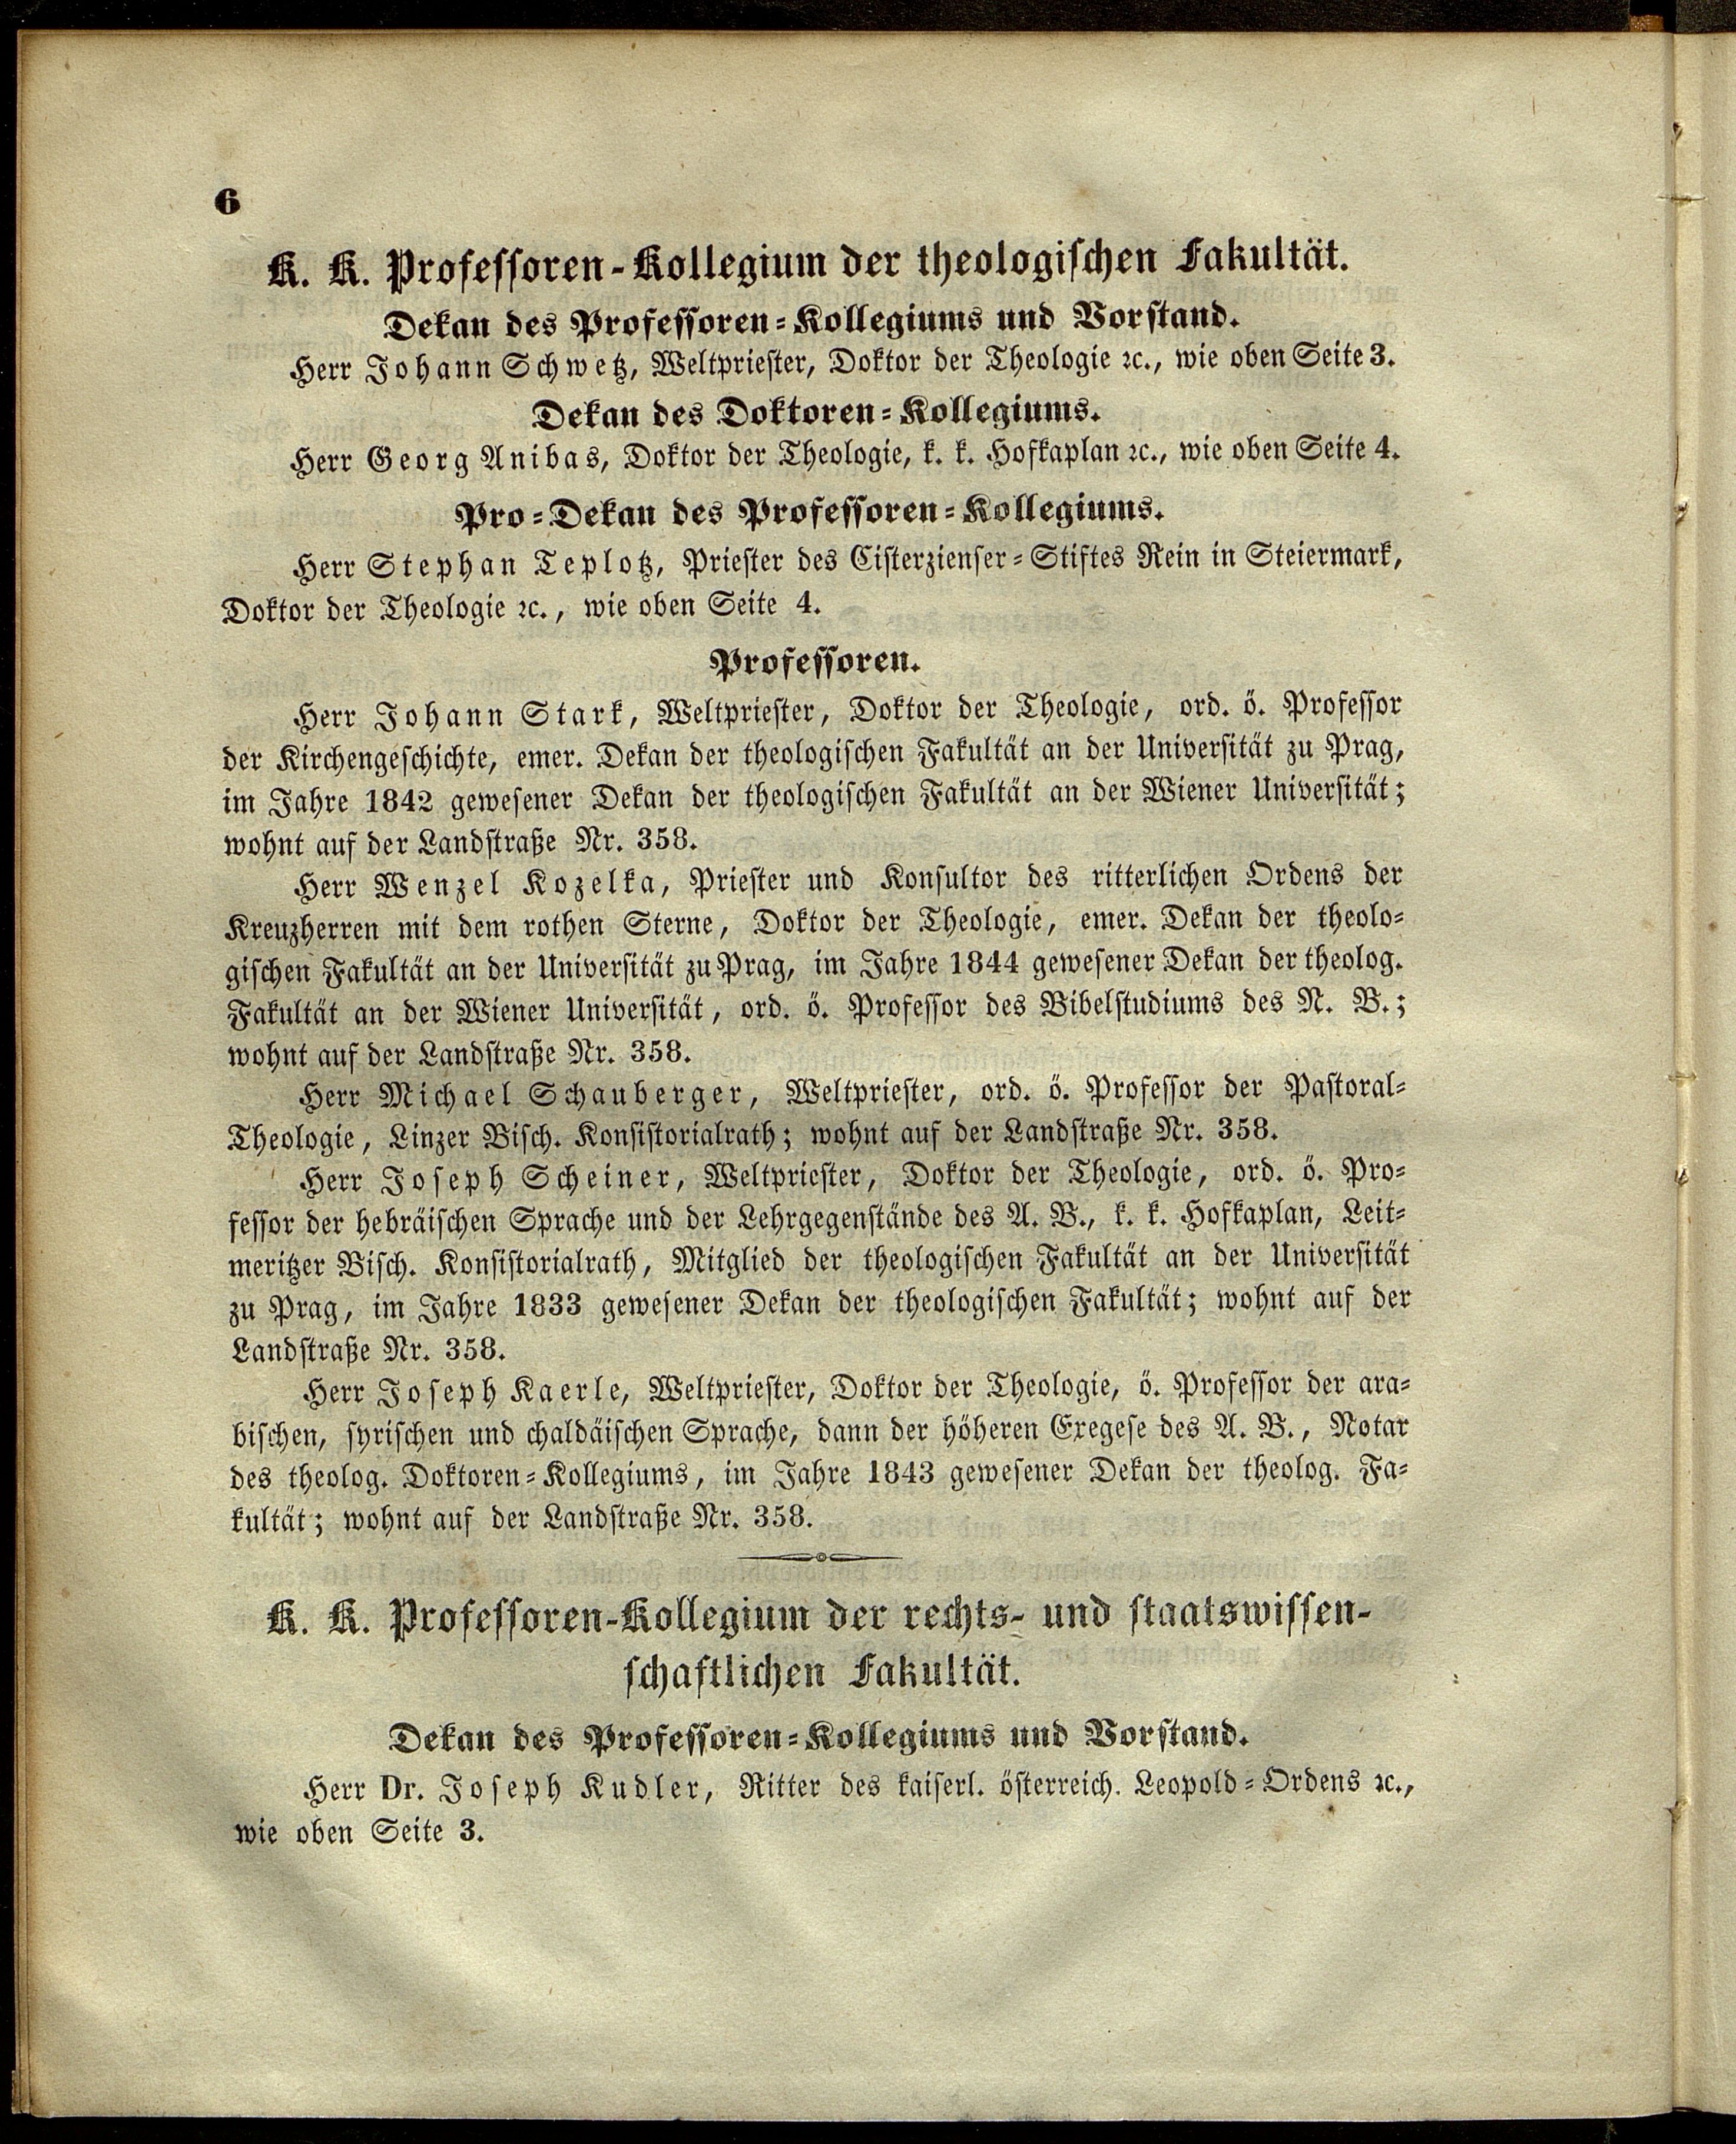 6
K. K. Professoren-Kollegium der theologischen Fakultät.
Dekan des Professoren-Kollegiums und Vorstand.
Herr Johann Schwetz, Weltpriester, Doktor der Theologie ꝛc., wie oben Seite 3.
Dekan des Doktoren-Kollegiums.
Herr Georg Anibas, Doktor der Theologie, k. k. Hofkaplan ꝛc., wie oben Seite 4.
Pro-Dekan des Professoren-Kollegiums.
Herr Stephan Teplotz, Priester des Cisterzienser-Stiftes Rein in Steiermark,
Doktor der Theologie ꝛc., wie oben Seite 4.
Professoren.
Herr Johann Stark, Weltpriester, Doktor der Theologie, ord. ö. Professor
der Kirchengeschichte, emer. Dekan der theologischen Fakultät an der Universität zu Prag,
im Jahre 1842 gewesener Dekan der theologischen Fakultät an der Wiener Universität;
wohnt auf der Landstraße Nr. 358.
Herr Wenzel Kozelka, Priester und Konsultor des ritterlichen Ordens der
Kreuzherren mit dem rothen Sterne, Doktor der Theologie, emer. Dekan der theolo-
gischen Fakultät an der Universität zu Prag, im Jahre 1844 gewesener Dekan der theolog.
Fakultät an der Wiener Universität, ord. ö. Professor des Bibelstudiums des N. B.;
wohnt auf der Landstraße Nr. 358.
Herr Michael Schauberger, Weltpriester, ord. ö. Professor der Pastoral-
Theologie, Linzer Bisch. Konsistorialrath; wohnt auf der Landstraße Nr. 358.
Herr Joseph Scheiner, Weltpriester, Doktor der Theologie, ord. ö. Pro-
fessor der hebräischen Sprache und der Lehrgegenstände des A. B., k. k. Hofkaplan, Leit-
meritzer Bisch. Konsistorialrath, Mitglied der theologischen Fakultät an der Universität
zu Prag, im Jahre 1833 gewesener Dekan der theologischen Fakultät; wohnt auf der
Landstraße Nr. 358.
Herr Joseph Kaerle, Weltpriester, Doktor der Theologie, ö. Professor der ara-
bischen, syrischen und chaldäischen Sprache, dann der höheren Exegese des A. B., Notar
des theolog. Doktoren-Kollegiums, im Jahre 1843 gewesener Dekan der theolog. Fa-
kultät; wohnt auf der Landstraße Nr. 358.
K. K. Professoren-Kollegium der rechts- und staatswissen-
schaftlichen Fakultät.
Dekan des Professoren-Kollegiums und Vorstand.
Herr Dr. Joseph Kudler, Ritter des kaiserl. österreich. Leopold-Ordens ꝛc.,
wie oben Seite 3.